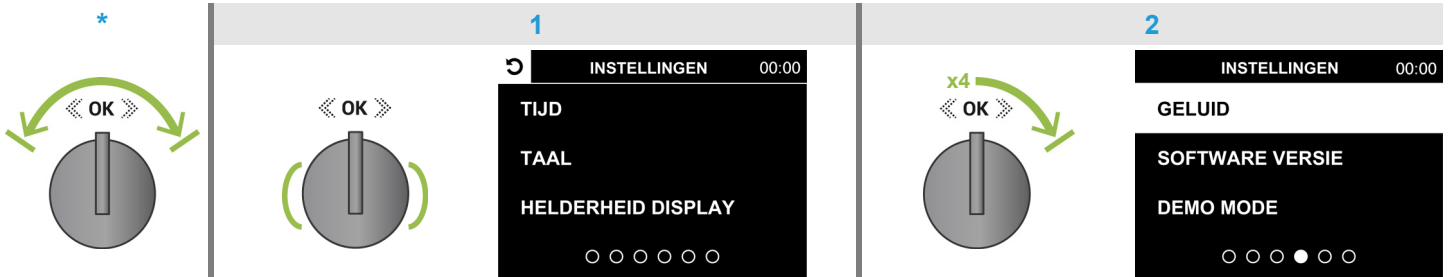 *
1
2
OK
OK
INSTELLINGEN 00:00
TIJD
TAAL
HELDERHEID DISPLAY
x4
OK
INSTELLINGEN 00:00
GELUID
SOFTWARE VERSIE
DEMO MODE